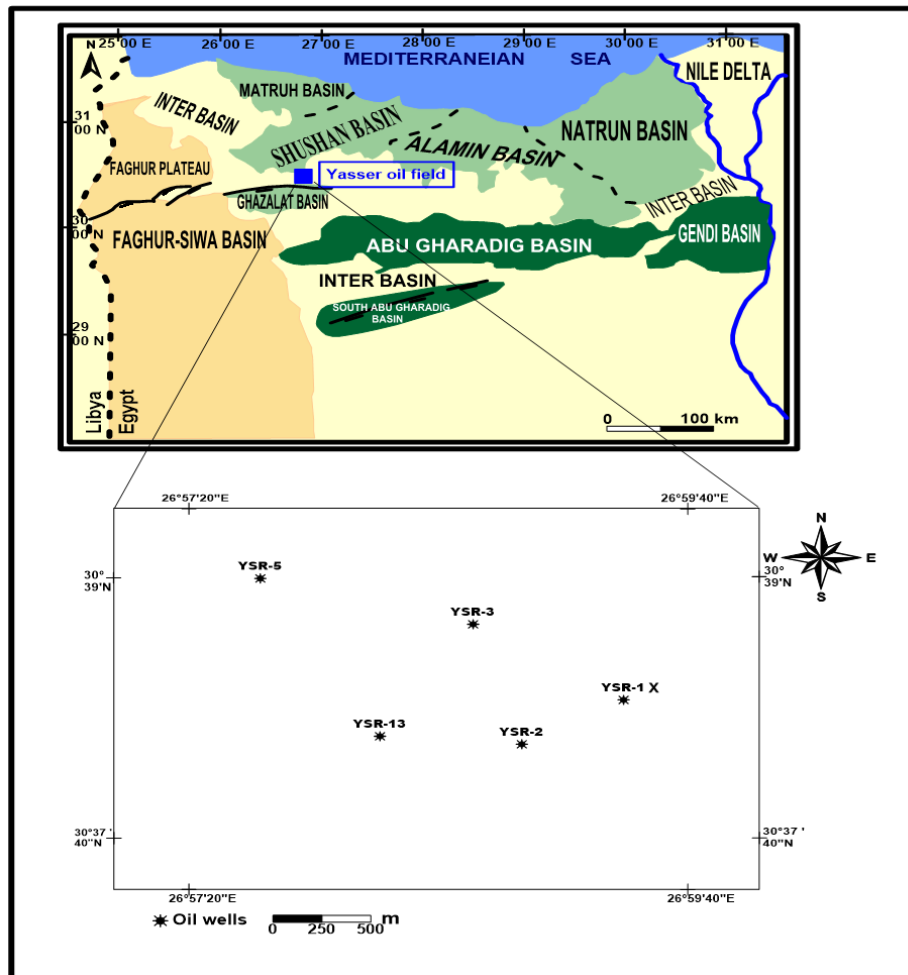 N
25°00 E
26°00 E
27°00 E
28°00 E
29°00 E
30°00 E
31°00 E
MEDITERRANEIAN SEA
NILE DELTA
MATRUH BASIN
INTER BASIN
31
00 N
SHUSHAN BASIN
ALAMIN BASIN
NATRUN BASIN
FAGHUR PLATEAU
Yasser oil field
GHAZALAT BASIN
INTER BASIN
30
00 N
FAGHUR-SIWA BASIN
ABU GHARADIG BASIN
GENDI BASIN
INTER BASIN
SOUTH ABU GHARADIG
BASIN
29
00 N
Libya
Egypt
0 100 km
26°57'20"E
26°59'40"E
N
W E
S
30°
39'N
30°
39'N
YSR-5
YSR-3
YSR-1 X
YSR-13
YSR-2
30°37 '
40"N
30°37 '
40"N
26°57'20"E
26°59'40"E
Oil wells
m
0 250 500